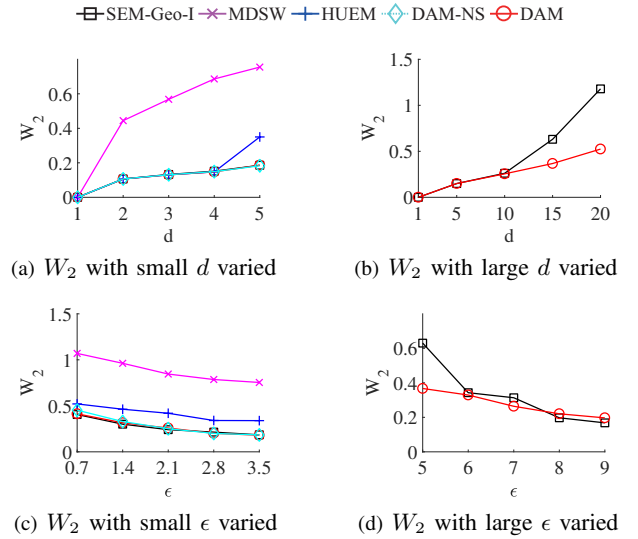 SEM-Geo-I MDSW HUEM DAM-NS DAM
W2
0.6
0.4
0.2
0
1 2 3 4 5
d
(a) W2 with small d varied
W2
1.5
1
0.5
0
1 5 10 15 20
d
(b) W2 with large d varied
W2
1.5
1
0.5
0
0.7 1.4 2.1 2.8 3.5
ϵ
(c) W2 with small ϵ varied
W2
0.6
0.4
0.2
0
5 6 7 8 9
ϵ
(d) W2 with large ϵ varied